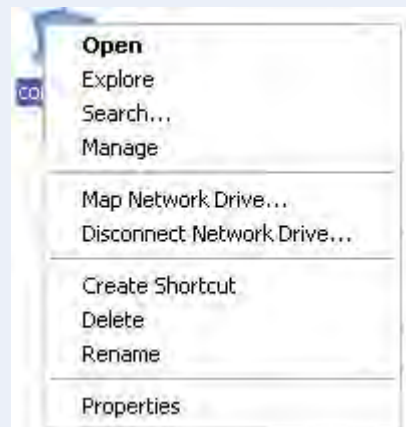 Open
Explore
Search...
Manage
Map Network Drive...
Disconnect Network Drive...
Create Shortcut
Delete
Rename
Properties